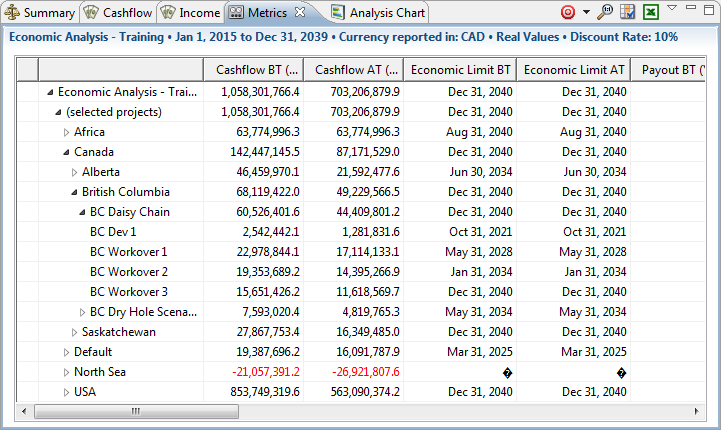 Summary Cashflow Income Metrics Analysis Chart
Economic Analysis - Training • Jan 1, 2015 to Dec 31, 2039 • Currency reported in: CAD • Real Values • Discount Rate: 10%
Cashflow BT (... Cashflow AT (... Economic Limit BT Economic Limit AT Payout BT (Y
Economic Analysis - Trai... 1,058,301,766.4 703,206,879.9 Dec 31, 2040 Dec 31, 2040
(selected projects) 1,058,301,766.4 703,206,879.9 Dec 31, 2040 Dec 31, 2040
Africa 63,774,996.3 63,774,996.3 Aug 31, 2040 Aug 31, 2040
Canada 142,447,145.5 87,171,529.0 Dec 31, 2040 Dec 31, 2040
Alberta 46,459,970.1 21,592,477.6 Jun 30, 2034 Jun 30, 2034
British Columbia 68,119,422.0 49,229,566.5 Dec 31, 2040 Dec 31, 2040
BC Daisy Chain 60,526,401.6 44,409,801.2 Dec 31, 2040 Dec 31, 2040
BC Dev 1 2,542,442.1 1,281,831.6 Oct 31, 2021 Oct 31, 2021
BC Workover 1 22,978,844.1 17,114,133.1 May 31, 2028 May 31, 2028
BC Workover 2 19,353,689.2 14,395,266.9 Jan 31, 2034 Jan 31, 2034
BC Workover 3 15,651,426.2 11,618,569.7 Dec 31, 2040 Dec 31, 2040
BC Dry Hole Scena... 7,593,020.4 4,819,765.3 May 31, 2034 May 31, 2034
Saskatchewan 27,867,753.4 16,349,485.0 Dec 31, 2040 Dec 31, 2040
Default 19,387,696.2 16,091,787.9 Mar 31, 2025 Mar 31, 2025
North Sea -21,057,391.2 -26,921,807.6 � �
USA 853,749,319.6 563,090,374.2 Dec 31, 2040 Dec 31, 2040